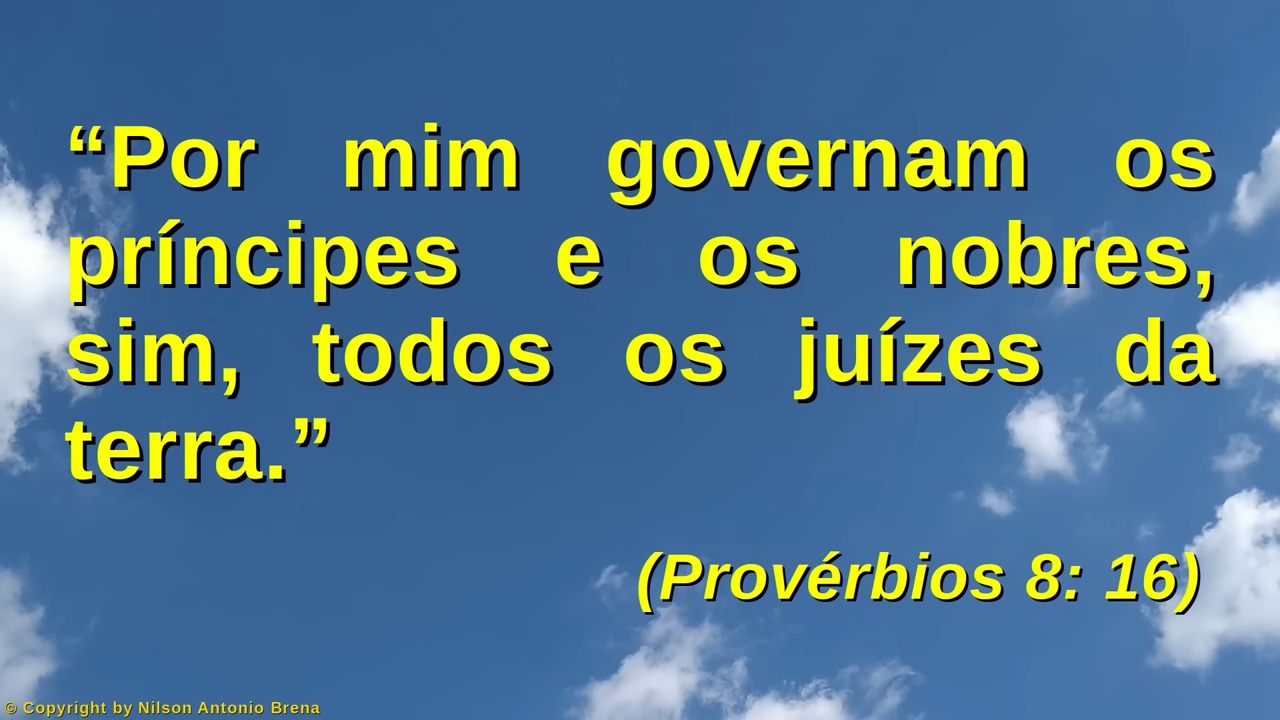 “Por mim governam os
príncipes e os nobres,
sim, todos os juízes da
terra.”
(Provérbios 8: 16)
© Copyright by Nilson Antonio Brena